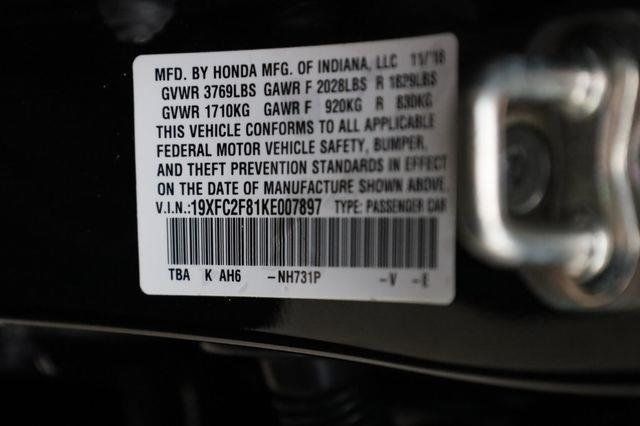 MFD. BY HONDA MFG. OF INDIANA, LLC 11/18
GVWR 3769LBS GAWR F 2028LBS R 1829LBS
GVWR 1710KG GAWR F 920KG R 830KG
THIS VEHICLE CONFORMS TO ALL APPLICABLE
FEDERAL MOTOR VEHICLE SAFETY, BUMPER,
AND THEFT PREVENTION STANDARDS IN EFFECT
ON THE DATE OF MANUFACTURE SHOWN ABOVE.
V.I.N.:19XFC2F81KE007897 TYPE: PASSENGER CAR
TBA K AH6 -NH731P -V -E